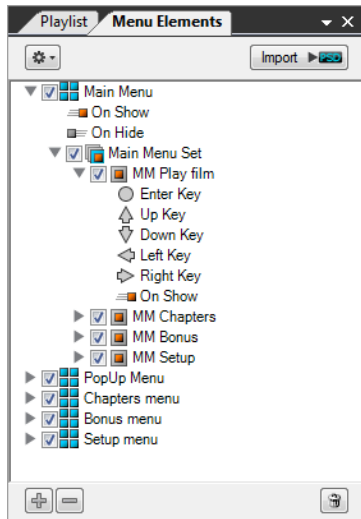 Playlist Menu Elements
Import PSD
Main Menu
On Show
On Hide
Main Menu Set
MM Play film
Enter Key
Up Key
Down Key
Left Key
Right Key
On Show
MM Chapters
MM Bonus
MM Setup
PopUp Menu
Chapters menu
Bonus menu
Setup menu